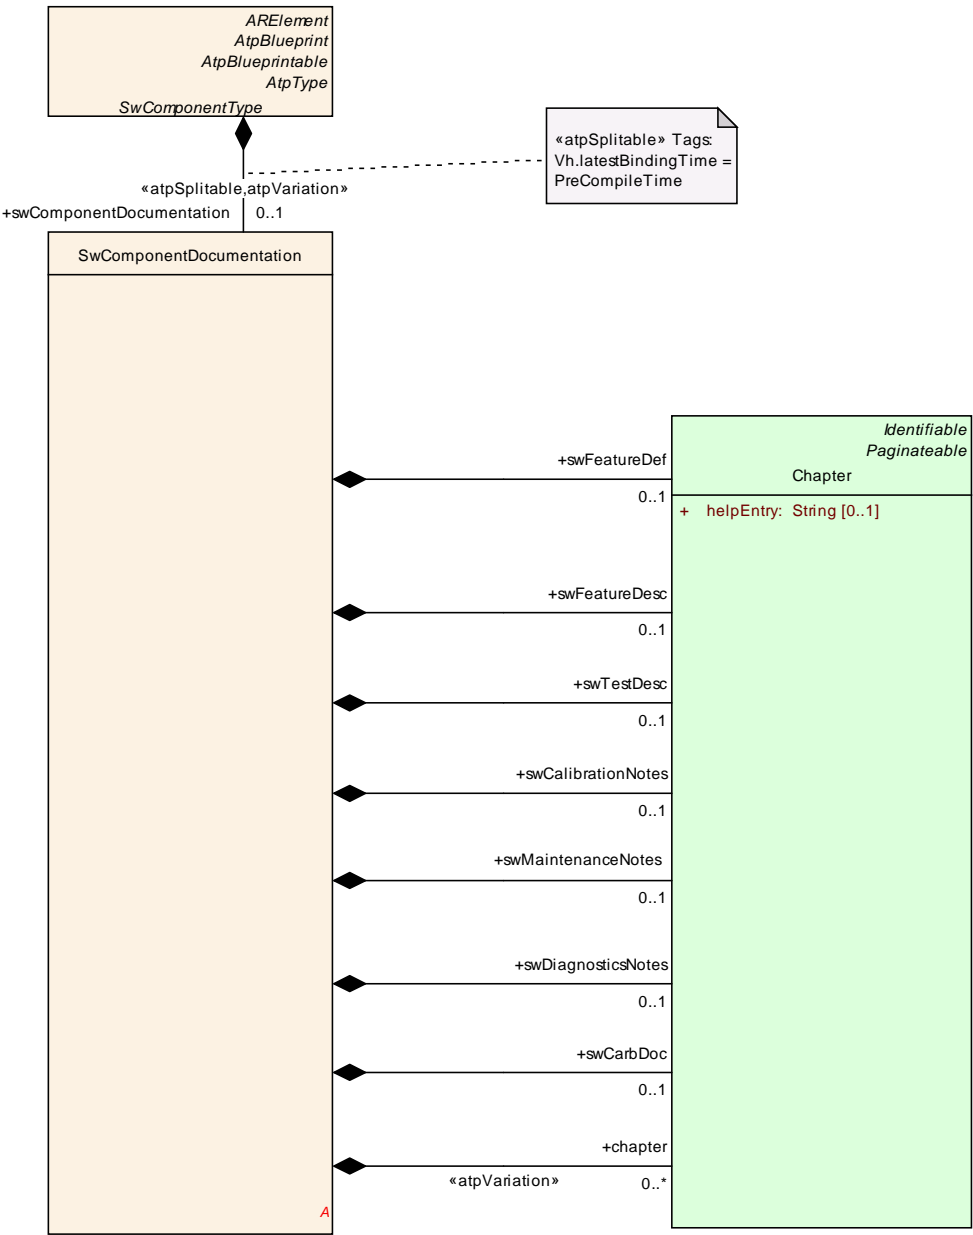 ARElement
AtpBlueprint
AtpBlueprintable
AtpType
SwComponentType
«atpSplitable» Tags:
Vh.latestBindingTime =
PreCompileTime
«atpSplitable,atpVariation»
+swComponentDocumentation 0..1
SwComponentDocumentation
Identifiable
Paginateable
Chapter
+ helpEntry: String [0..1]
+swFeatureDef
0..1
+swFeatureDesc
0..1
+swTestDesc
0..1
+swCalibrationNotes
0..1
+swMaintenanceNotes
0..1
+swDiagnosticsNotes
0..1
+swCarbDoc
0..1
+chapter
«atpVariation» 0..*
A